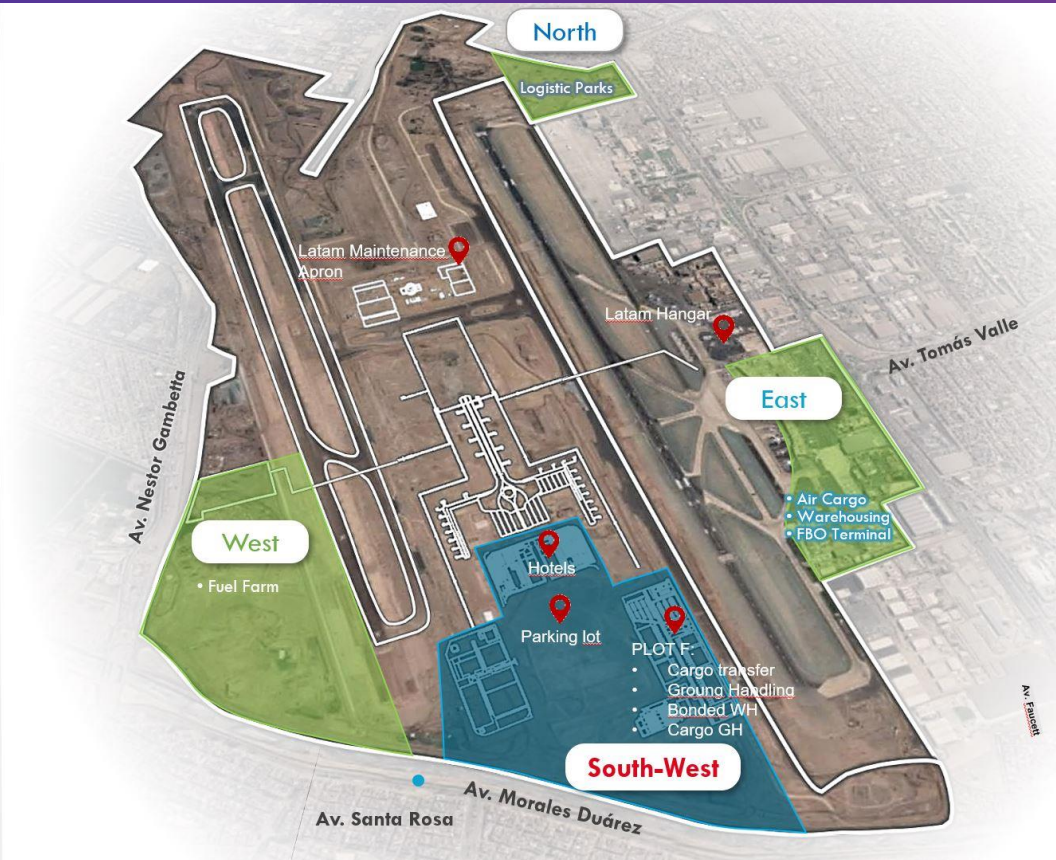 North
Logistic Parks
Latam Maintenance
Apron
Latam Hangar
Av. Tomás Valle
East
Av. Nestor Gambetta
• Air Cargo
• Warehousing
• FBO Terminal
West
• Fuel Farm
Hotels
Parking lot
PLOT F:
• Cargo transfer
• Groung Handling
• Bonded WH
• Cargo GH
Av. Faucett
South-West
Av. Morales Duárez
Av. Santa Rosa